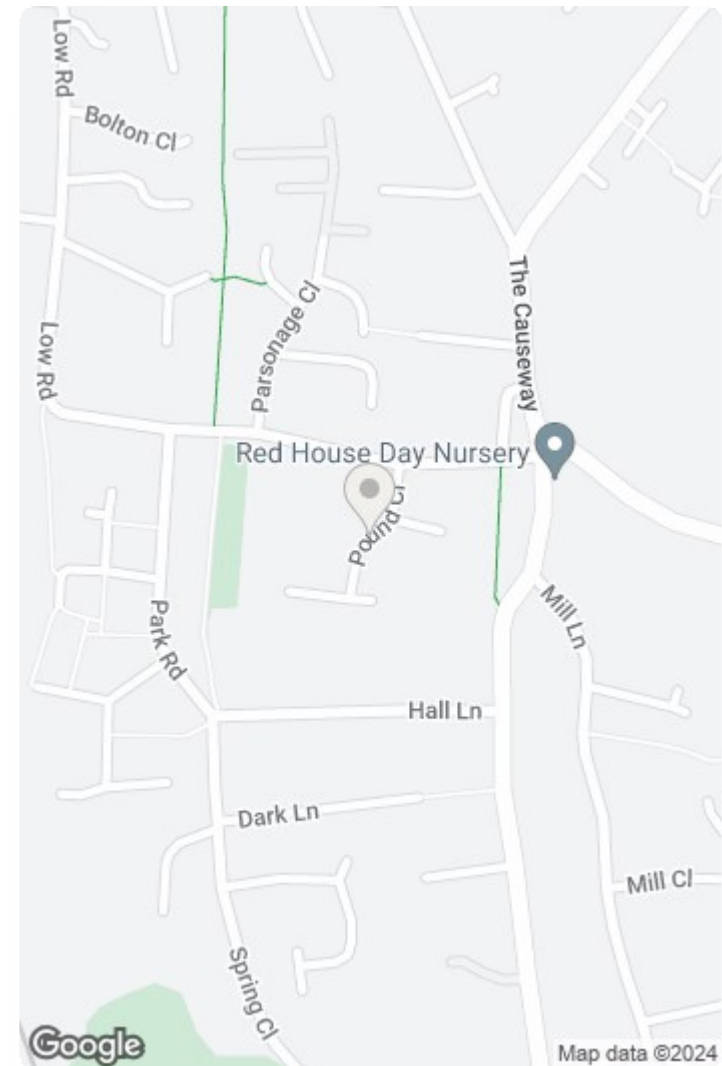 Low Rd
Bolton Cl
The Causeway
Parsonage Cl
Low Rd
Red House Day Nursery
Pound Cl
Mill Ln
Park Rd
Hall Ln
Dark Ln
Mill Cl
Spring Cl
Google
Map data ©2024